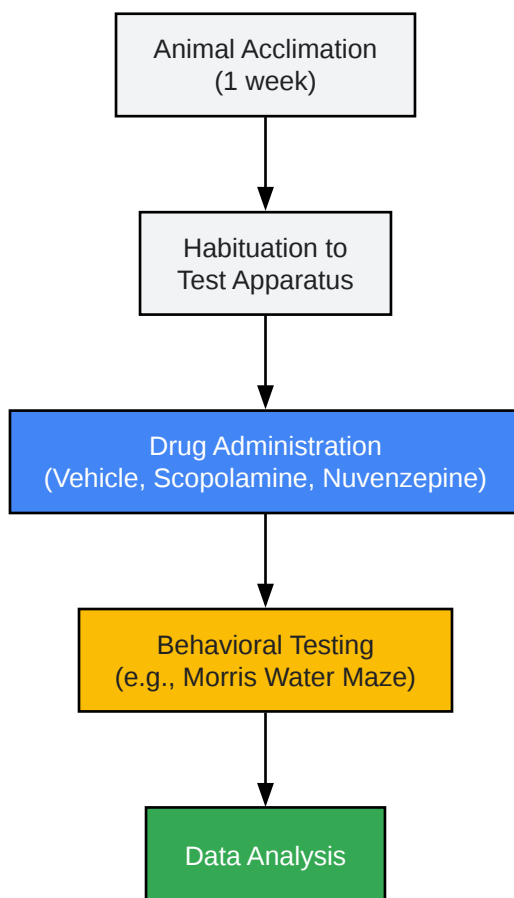 Animal Acclimation
(1 week)
Habituation to
Test Apparatus
Drug Administration
(Vehicle, Scopolamine, Nuvenzepine)
Behavioral Testing
(e.g., Morris Water Maze)
Data Analysis